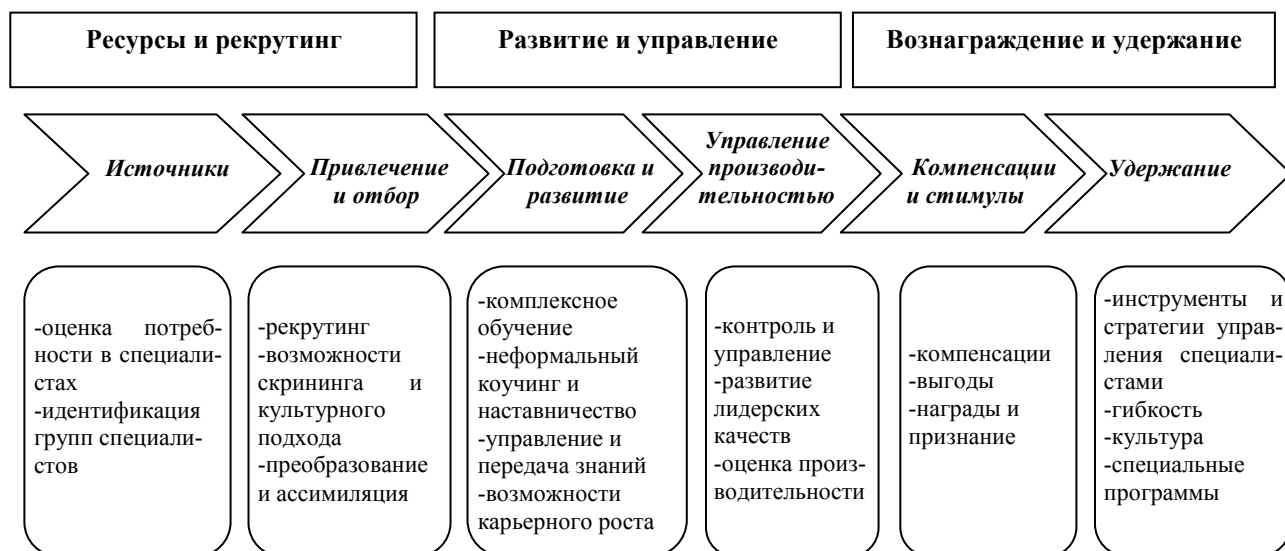 Ресурсы и рекрутинг
Развитие и управление
Вознаграждение и удержание
Источники
Привлечение
и отбор
Подготовка и
развитие
Управление
производи-
тельностью
Компенсации
и стимулы
Удержание
-оценка потреб-
ности в специали-
стах
-идентификация
групп специали-
стов
-рекрутинг
-возможности
скрининга и
культурного
подхода
-преобразование
и ассимиляция
-комплексное
обучение
-неформальный
коучинг и
наставничество
-управление и
передача знаний
-возможности
карьерного роста
-контроль и
управление
-развитие
лидерских
качеств
-оценка произ-
водительности
-компенсации
-выгоды
-награды и
признание
-инструменты и
стратегии управ-
ления специали-
стами
-гибкость
-культура
-специальные
программы